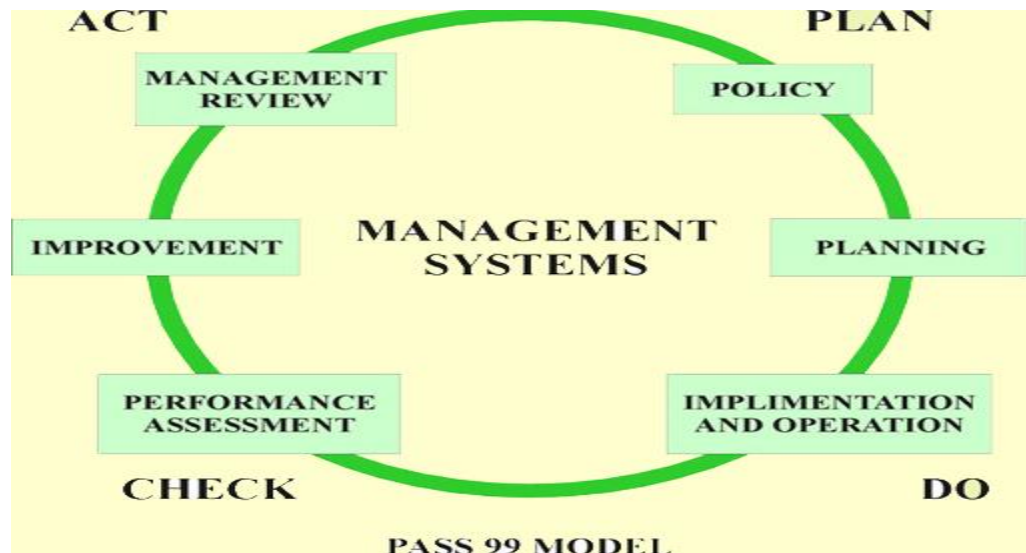 ACT
PLAN
MANAGEMENT
REVIEW
POLICY
IMPROVEMENT
MANAGEMENT
SYSTEMS
PLANNING
PERFORMANCE
ASSESSMENT
IMPLIMENTATION
AND OPERATION
CHECK
DO
PASS 99 MODEL